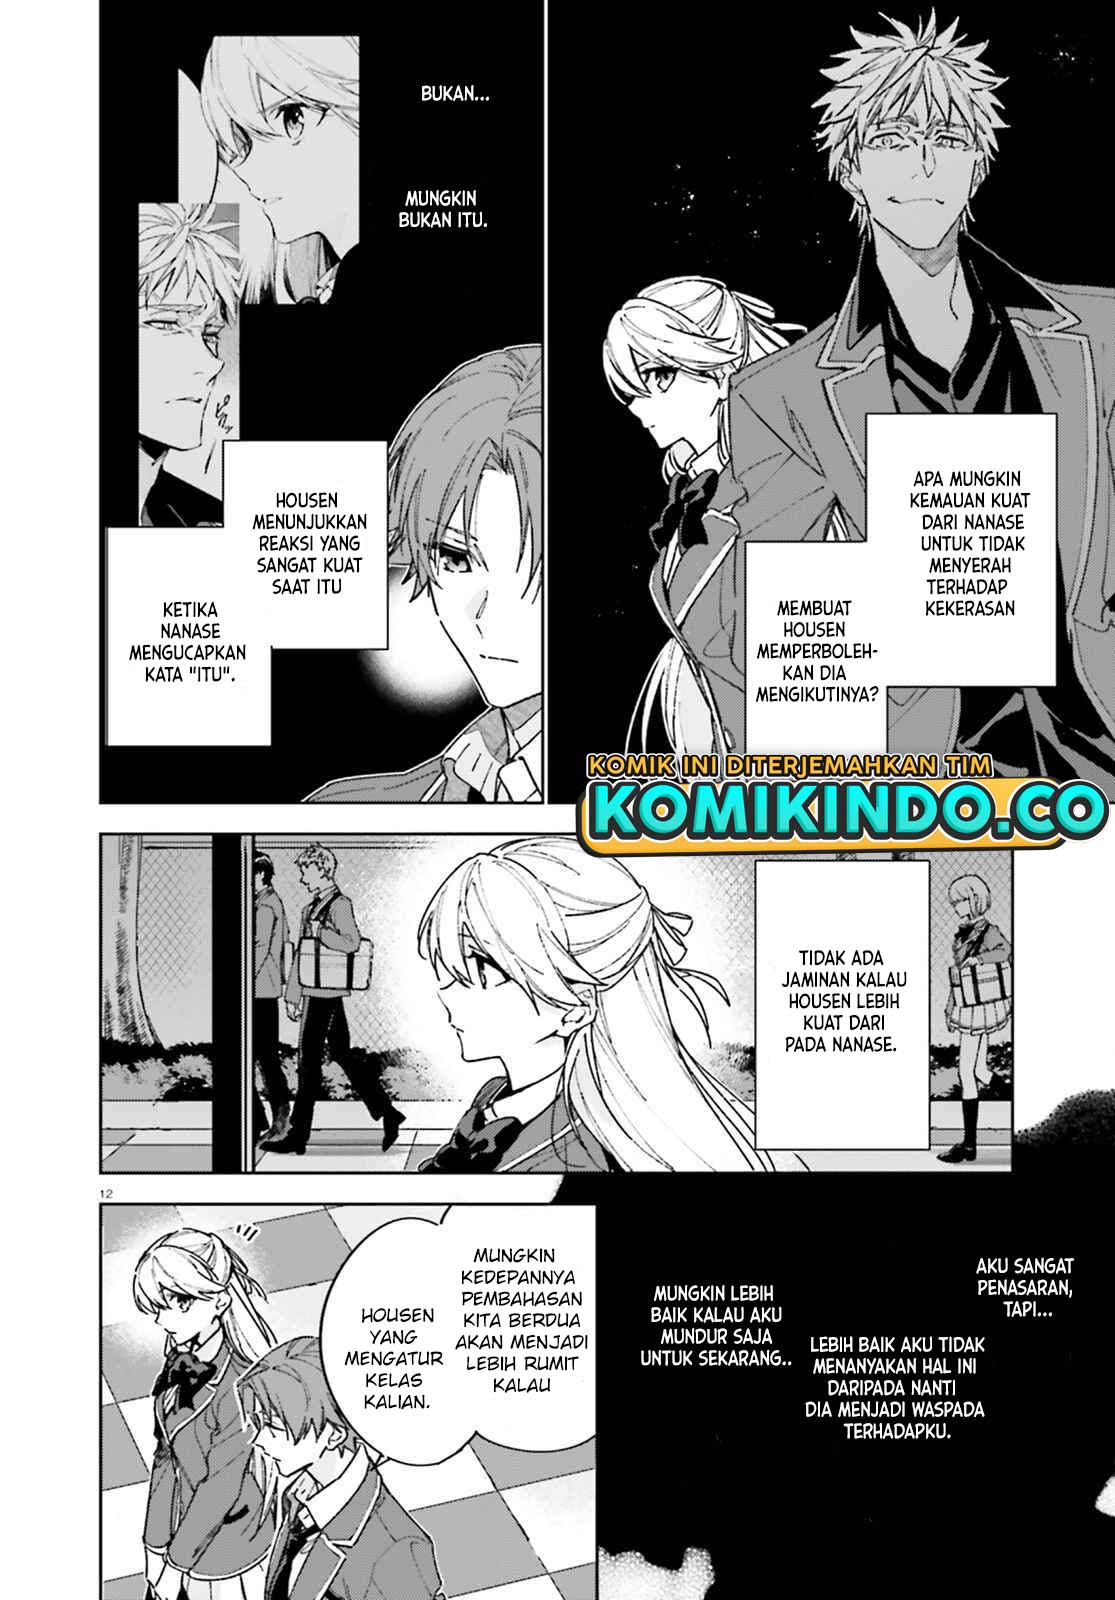 APA MUNGKIN
KEMAUAN KUAT
DARI NANASE
UNTUK TIDAK
MENYERAH
TERHADAP
KEKERASAN
MEMBUAT
HOUSEN
MEMPERBOLEH-
KAN DIA
MENGIKUTINYA?
BUKAN...
MUNGKIN
BUKAN ITU.
HOUSEN
MENUNJUKKAN
REAKSI YANG
SANGAT KUAT
SAAT ITU
KETIKA
NANASE
MENGUCAPKAN
KATA "ITU".
KOMIK INI DITERJEMAHKAN TIM
KOMIKINDO.CO
TIDAK ADA
JAMINAN KALAU
HOUSEN LEBIH
KUAT DARI
PADA NANASE.
12
AKU SANGAT
PENASARAN,
TAPI...
LEBIH BAIK AKU TIDAK
MENANYAKAN HAL INI
DARIPADA NANTI
DIA MENJADI WASPADA
TERHADAPKU.
MUNGKIN LEBIH
BAIK KALAU AKU
MUNDUR SAJA
UNTUK SEKARANG..
MUNGKIN
KEDEPANNYA
PEMBAHASAN
KITA BERDUA
AKAN MENJADI
LEBIH RUMIT
KALAU
HOUSEN
YANG
MENGATUR
KELAS
KALIAN.